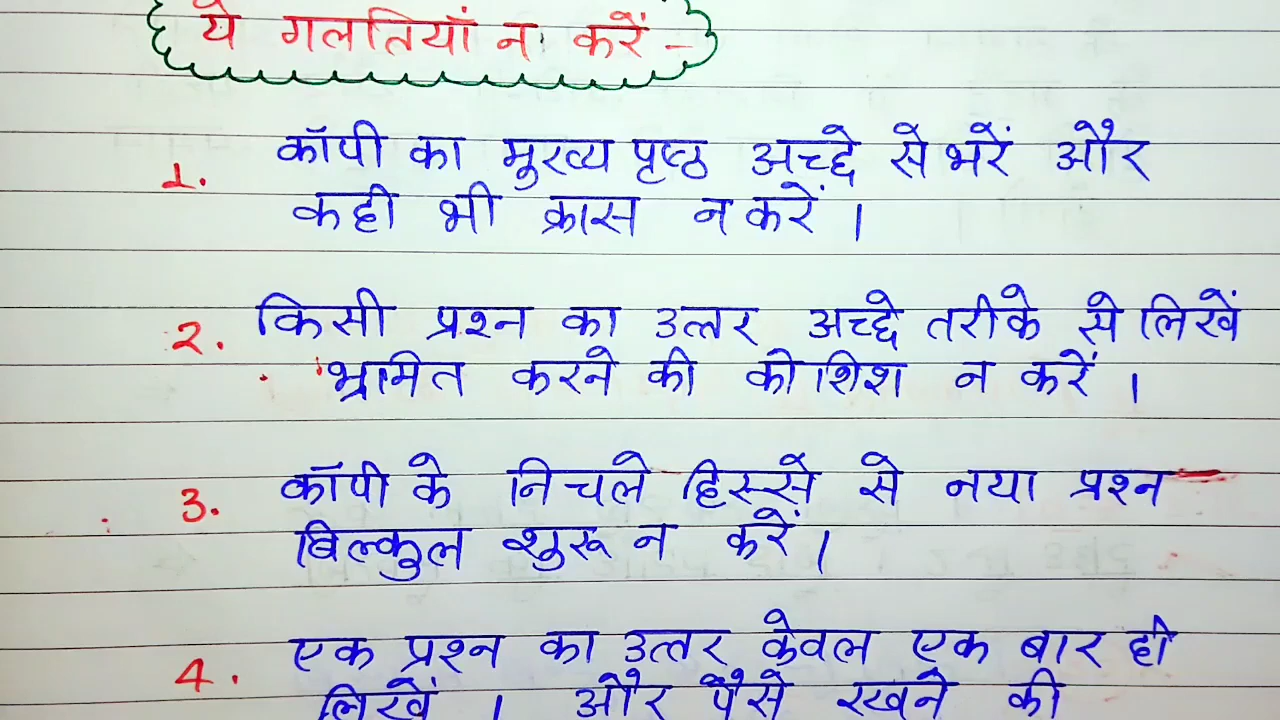 ये गलतियाँ न करें -
1. कॉपी का मुख्य पृष्ठ अच्छे से भरें और
कही भी क्रास न करें ।
2. किसी प्रश्न का उत्तर अच्छे तरीके से लिखें
भ्रामित करने की कोशिश न करें ।
3. कॉपी के निचले हिस्से से नया प्रश्न
बिल्कुल शुरू न करें ।
4. एक प्रश्न का उत्तर केवल एक बार ही
लिखें । और पैसे रखने की